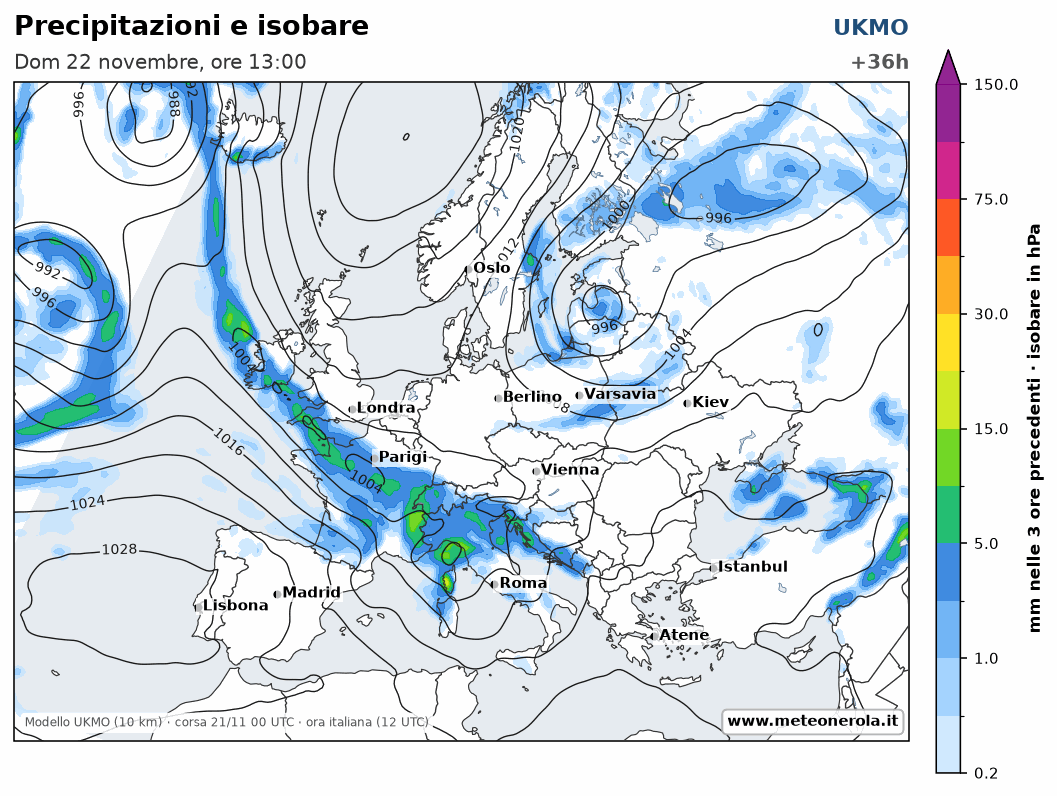 Precipitazioni e isobare
UKMO
Dom 22 novembre, ore 13:00
+36h
996
988
1020
150.0
1000
996
75.0
992
996
1012
Oslo
996
1004
1004
30.0
Berlino
Varsavia
Londra
Kiev
1016
15.0
Parigi
1004
Vienna
1024
5.0
1028
Istanbul
Roma
Madrid
Lisbona
Atene
1.0
Modello UKMO (10 km) · corsa 21/11 00 UTC · ora italiana (12 UTC)
www.meteonerola.it
0.2
mm nelle 3 ore precedenti · isobare in hPa